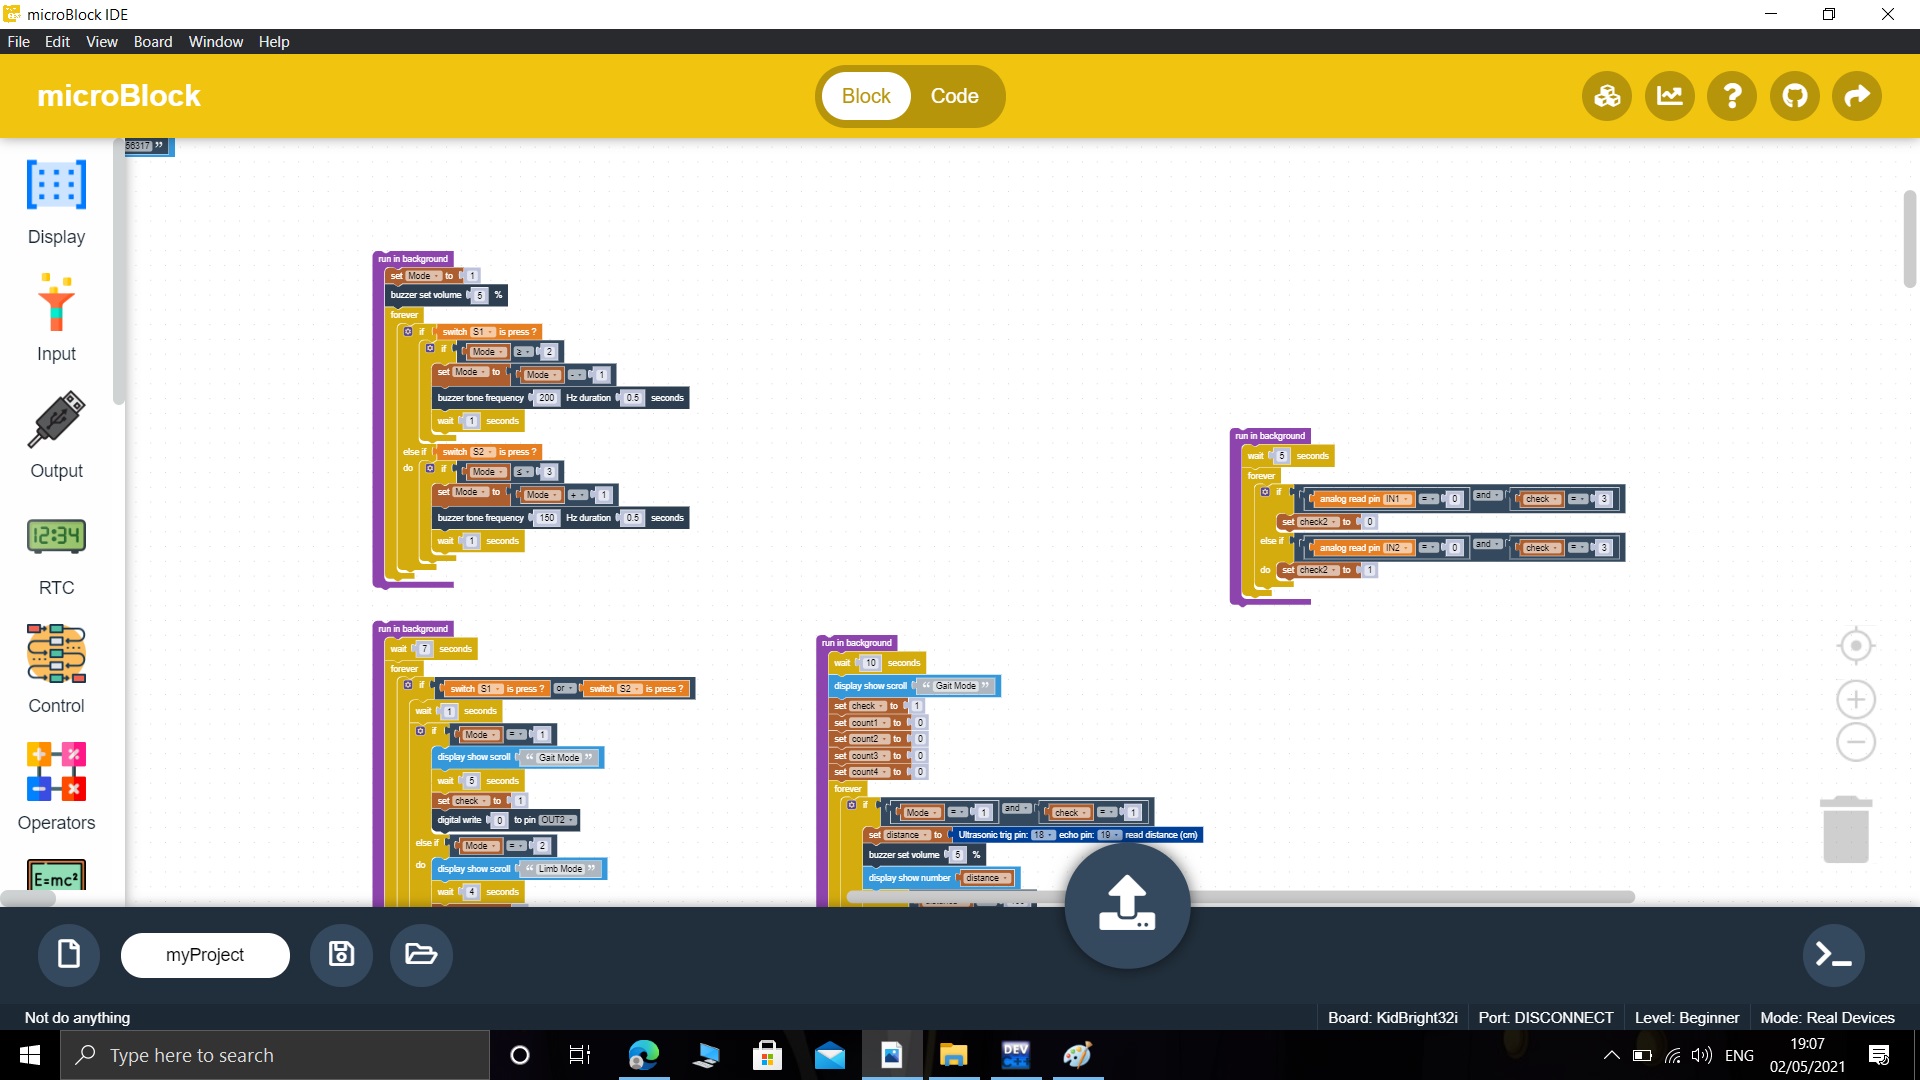 microBlock IDE
File Edit View Board Window Help
microBlock
Block Code
56317 ”
Display
Input
Output
RTC
12:34
Control
Operators
E=mc²
run in background
set Mode to 1
buzzer set volume 5 %
forever
if switch S1 is press ?
if Mode ≥ 2
set Mode to Mode - 1
buzzer tone frequency 200 Hz duration 0.5 seconds
wait 1 seconds
else if switch S2 is press ?
do if Mode ≤ 3
set Mode to Mode + 1
buzzer tone frequency 150 Hz duration 0.5 seconds
wait 1 seconds
run in background
wait 5 seconds
forever
if analog read pin IN1 = 0 and check = 3
set check2 to 0
else if analog read pin IN2 = 0 and check = 3
do set check2 to 1
run in background
wait 7 seconds
forever
if switch S1 is press ? or switch S2 is press ?
wait 1 seconds
if Mode = 1
display show scroll “ Gait Mode ”
wait 5 seconds
set check to 1
digital write 0 to pin OUT2
else if Mode = 2
do display show scroll “ Limb Mode ”
wait 4 seconds
run in background
wait 10 seconds
display show scroll “ Gait Mode ”
set check to 1
set count1 to 0
set count2 to 0
set count3 to 0
set count4 to 0
forever
if Mode = 1 and check = 1
set distance to Ultrasonic trig pin: 18 echo pin: 19 read distance (cm)
buzzer set volume 5 %
display show number distance
myProject
Not do anything
Board: KidBright32i Port: DISCONNECT Level: Beginner Mode: Real Devices
Type here to search
DEV C++
ENG
19:07
02/05/2021